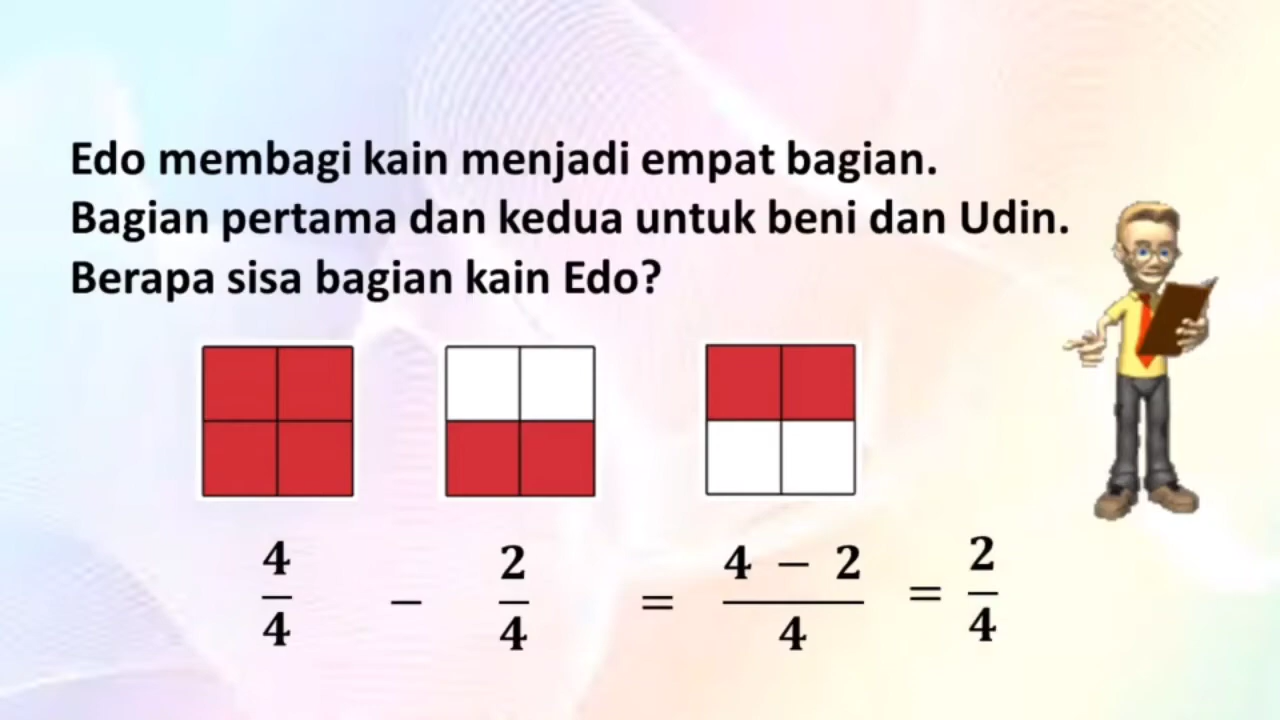 Edo membagi kain menjadi empat bagian.
Bagian pertama dan kedua untuk beni dan Udin.
Berapa sisa bagian kain Edo?
4/4 − 2/4 = (4 − 2)/4 = 2/4